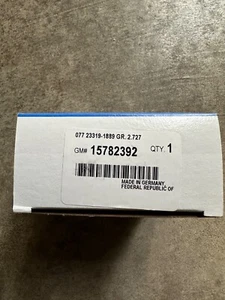 077 23319-1889 GR. 2.727
GM# 15782392 QTY. 1
MADE IN GERMANY
FEDERAL REPUBLIC OF